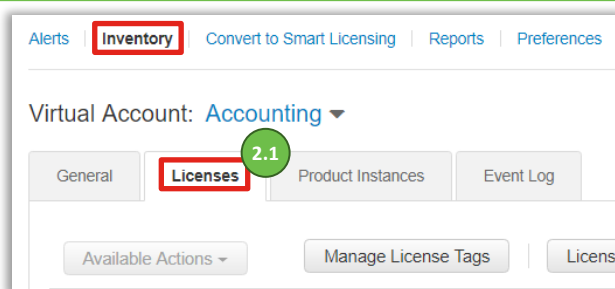 Alerts Inventory Convert to Smart Licensing Reports Preferences
Virtual Account: Accounting
2.1
General Licenses Product Instances Event Log
Available Actions Manage License Tags